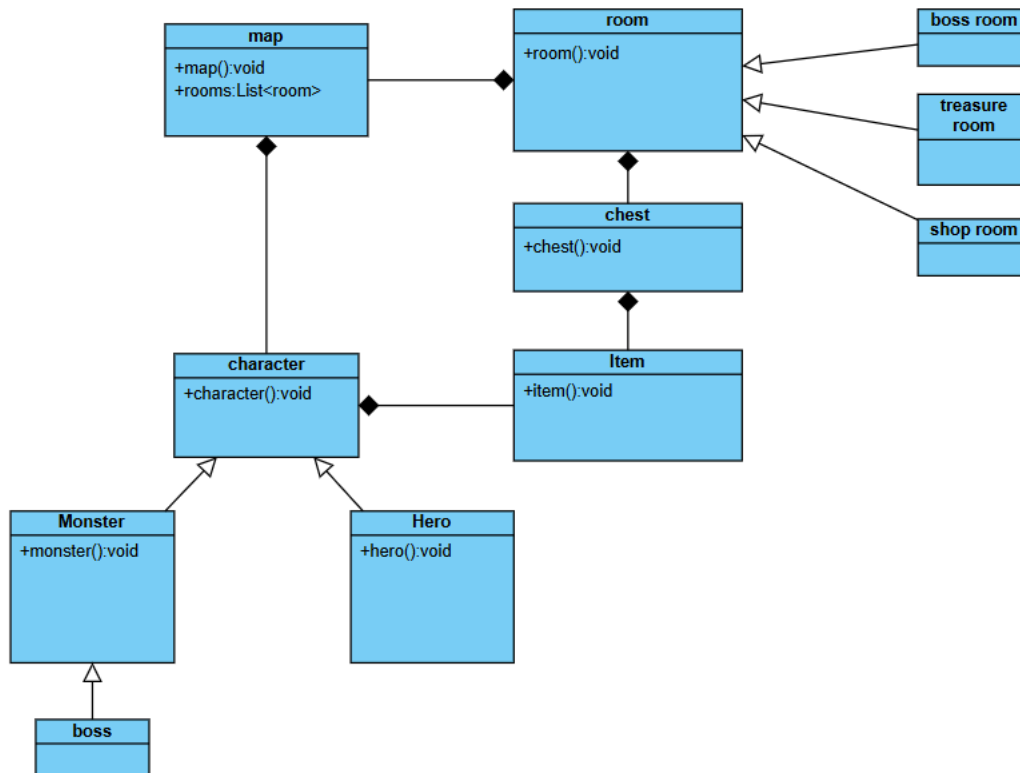 map
+map():void
+rooms:List<room>
room
+room():void
boss room
treasure
room
shop room
chest
+chest():void
character
+character():void
Item
+item():void
Monster
+monster():void
Hero
+hero():void
boss